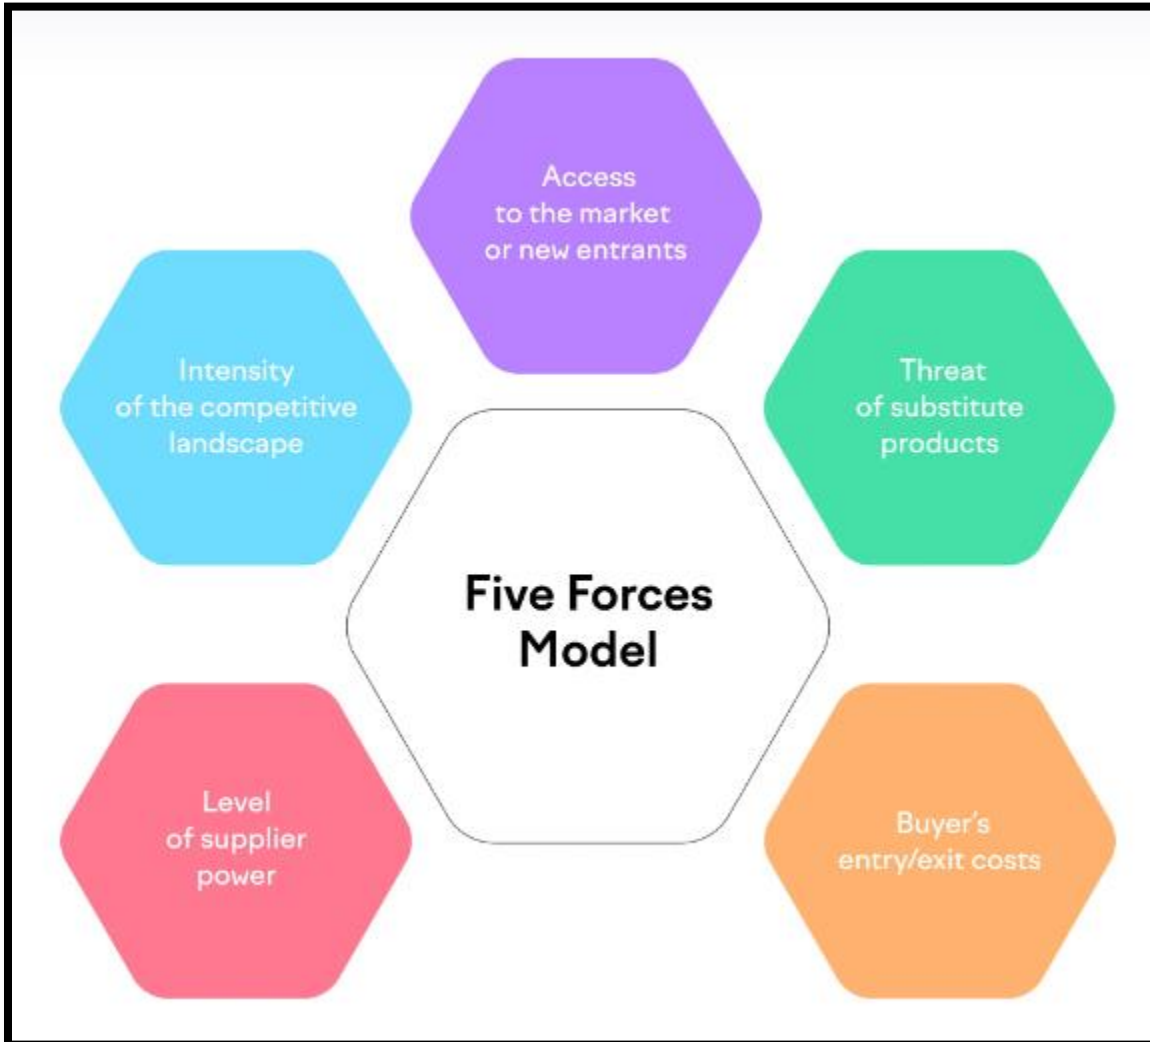 Access
to the market
or new entrants
Intensity
of the competitive
landscape
Threat
of substitute
products
Five Forces
Model
Level
of supplier
power
Buyer’s
entry/exit costs